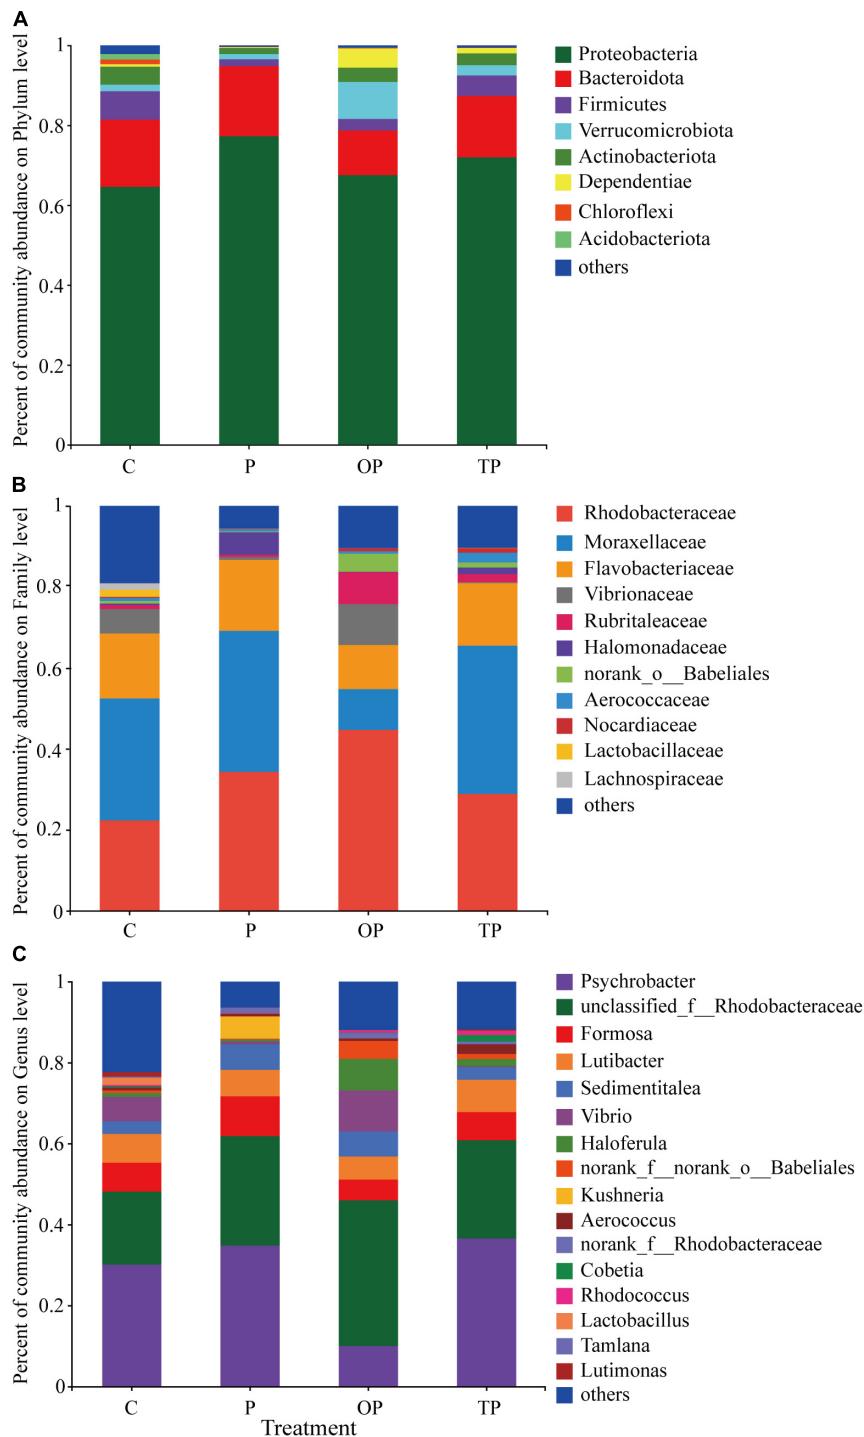 A
Percent of community abundance on Phylum level
1
0.8
0.6
0.4
0.2
0
C
P
OP
TP
Proteobacteria
Bacteroidota
Firmicutes
Verrucomicrobiota
Actinobacteriota
Dependentiae
Chloroflexi
Acidobacteriota
others
B
Percent of community abundance on Family level
1
0.8
0.6
0.4
0.2
0
C
P
OP
TP
Rhodobacteraceae
Moraxellaceae
Flavobacteriaceae
Vibrionaceae
Rubritaleaceae
Halomonadaceae
norank_o__Babeliales
Aerococcaceae
Nocardiaceae
Lactobacillaceae
Lachnospiraceae
others
C
Percent of community abundance on Genus level
1
0.8
0.6
0.4
0.2
0
C
P
OP
TP
Treatment
Psychrobacter
unclassified_f__Rhodobacteraceae
Formosa
Lutibacter
Sedimentitalea
Vibrio
Haloferula
norank_f__norank_o__Babeliales
Kushneria
Aerococcus
norank_f__Rhodobacteraceae
Cobetia
Rhodococcus
Lactobacillus
Tamlana
Lutimonas
others